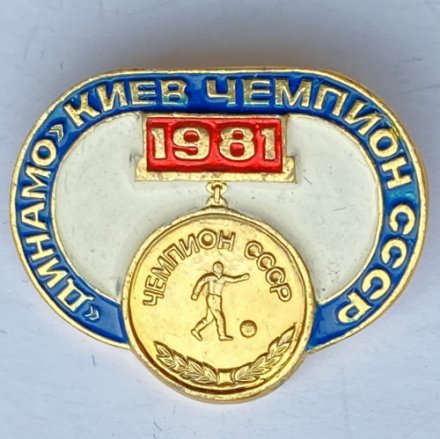 «ДИНАМО» КИЕВ ЧЕМПИОН СССР
1981
ЧЕМПИОН СССР